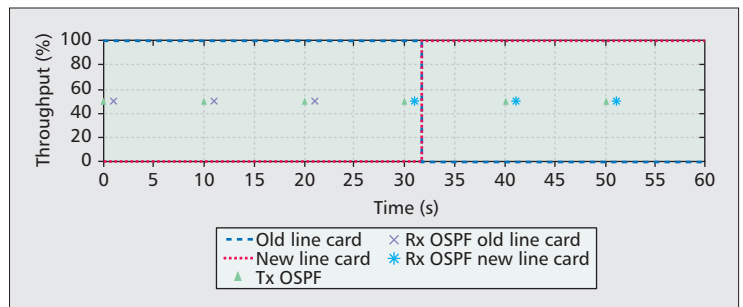 Throughput (%)
100
80
60
40
20
0
0 5 10 15 20 25 30 35 40 45 50 55 60
Time (s)
Old line card Rx OSPF old line card
New line card Rx OSPF new line card
Tx OSPF